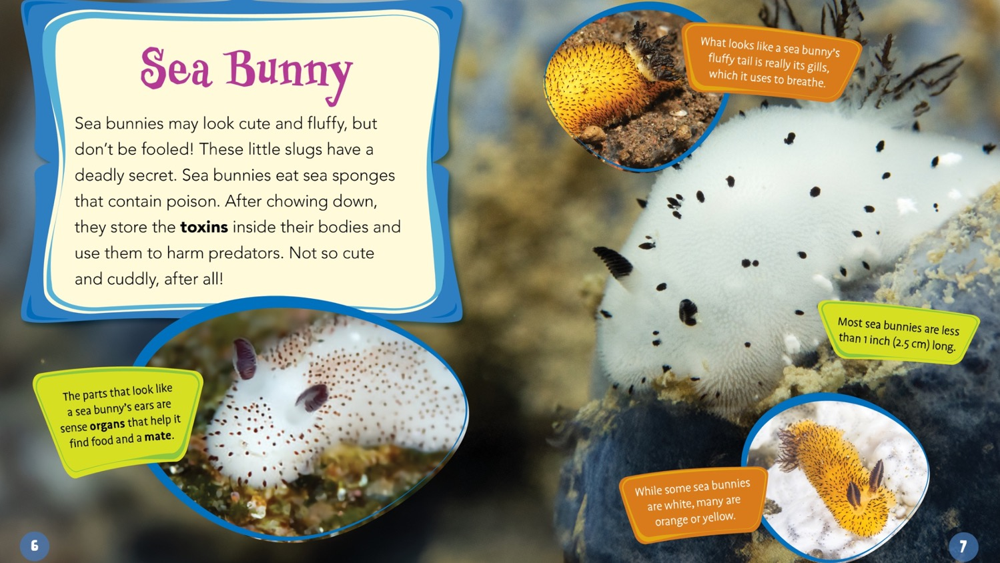 Sea Bunny
Sea bunnies may look cute and fluffy, but
don't be fooled! These little slugs have a
deadly secret. Sea bunnies eat sea sponges
that contain poison. After chowing down,
they store the toxins inside their bodies and
use them to harm predators. Not so cute
and cuddly, after all!
The parts that look like
a sea bunny's ears are
sense organs that help it
find food and a mate.
6
What looks like a sea bunny's
fluffy tail is really its gills,
which it uses to breathe.
Most sea bunnies are less
than 1 inch (2.5 cm) long.
While some sea bunnies
are white, many are
orange or yellow.
7